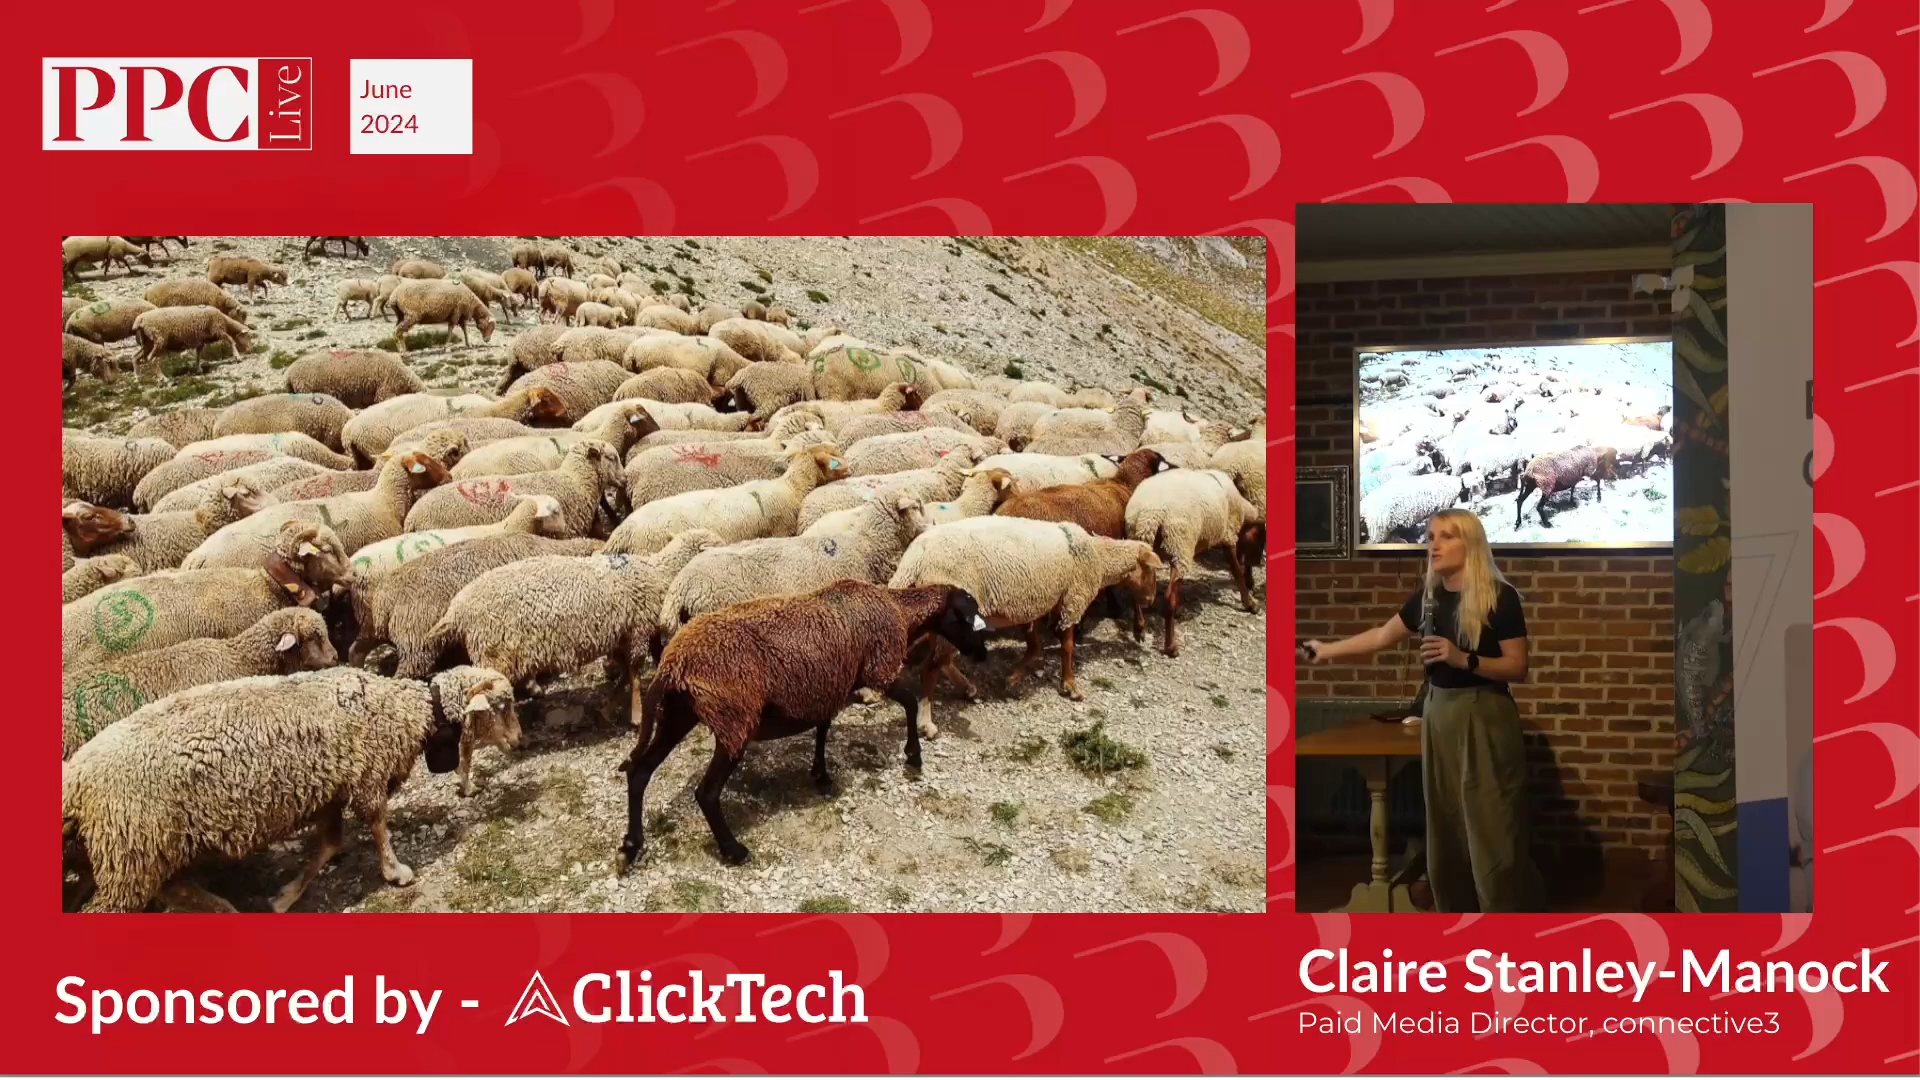 PPC Live
June
2024
Sponsored by - ClickTech
Claire Stanley-Manock
Paid Media Director, connective3